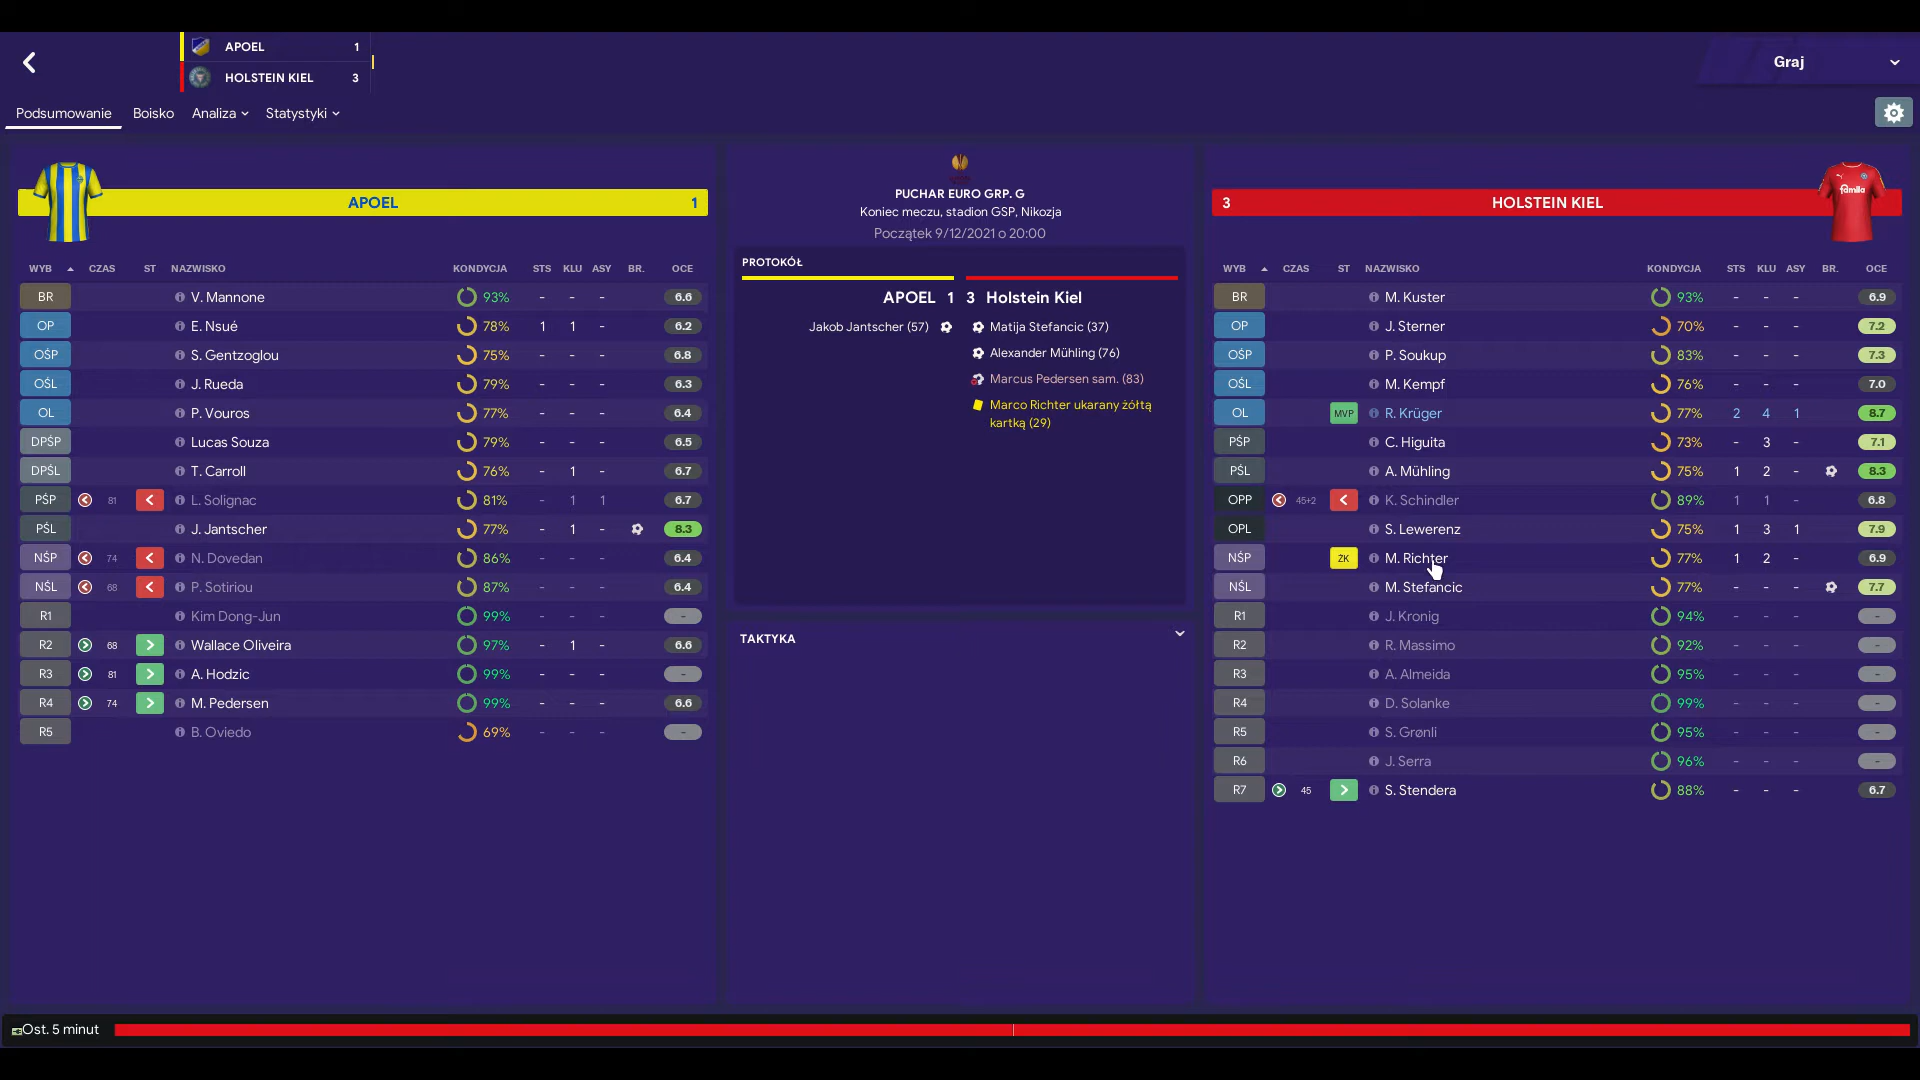 APOEL 1
HOLSTEIN KIEL 3
Graj
Podsumowanie Boisko Analiza Statystyki
APOEL 1
PUCHAR EURO GRP. G
Koniec meczu, stadion GSP, Nikozja
Początek 9/12/2021 o 20:00
3 HOLSTEIN KIEL
famila
WYB CZAS ST NAZWISKO KONDYCJA STS KLU ASY BR. OCE
BR V. Mannone 93% - - - 6.6
OP E. Nsué 78% 1 1 - 6.2
OŚP S. Gentzoglou 75% - - - 6.8
OŚL J. Rueda 79% - - - 6.3
OL P. Vouros 77% - - - 6.4
DPŚP Lucas Souza 79% - - - 6.5
DPŚL T. Carroll 76% - 1 - 6.7
PŚP 81 L. Solignac 81% - 1 1 6.7
PŚL J. Jantscher 77% - 1 - 8.3
NŚP 74 N. Dovedan 86% - - - 6.4
NŚL 68 P. Sotiriou 87% - - - 6.4
R1 Kim Dong-Jun 99% - - - -
R2 68 Wallace Oliveira 97% - 1 - 6.6
R3 81 A. Hodzic 99% - - - -
R4 74 M. Pedersen 99% - - - 6.6
R5 B. Oviedo 69% - - - -
PROTOKÓŁ
APOEL 1 3 Holstein Kiel
Jakob Jantscher (57) Matija Stefancic (37)
Alexander Mühling (76)
Marcus Pedersen sam. (83)
Marco Richter ukarany żółtą
kartką (29)
TAKTYKA
WYB CZAS ST NAZWISKO KONDYCJA STS KLU ASY BR. OCE
BR M. Kuster 93% - - - 6.9
OP J. Sterner 70% - - - 7.2
OŚP P. Soukup 83% - - - 7.3
OŚL M. Kempf 76% - - - 7.0
OL MVP R. Krüger 77% 2 4 1 8.7
PŚP C. Higuita 73% - 3 - 7.1
PŚL A. Mühling 75% 1 2 - 8.3
OPP 45+2 K. Schindler 89% 1 1 - 6.8
OPL S. Lewerenz 75% 1 3 1 7.9
NŚP ŻK M. Richter 77% 1 2 - 6.9
NŚL M. Stefancic 77% - - - 7.7
R1 J. Kronig 94% - - - -
R2 R. Massimo 92% - - - -
R3 A. Almeida 95% - - - -
R4 D. Solanke 99% - - - -
R5 S. Grønli 95% - - - -
R6 J. Serra 96% - - - -
R7 45 S. Stendera 88% - - - 6.7
Ost. 5 minut